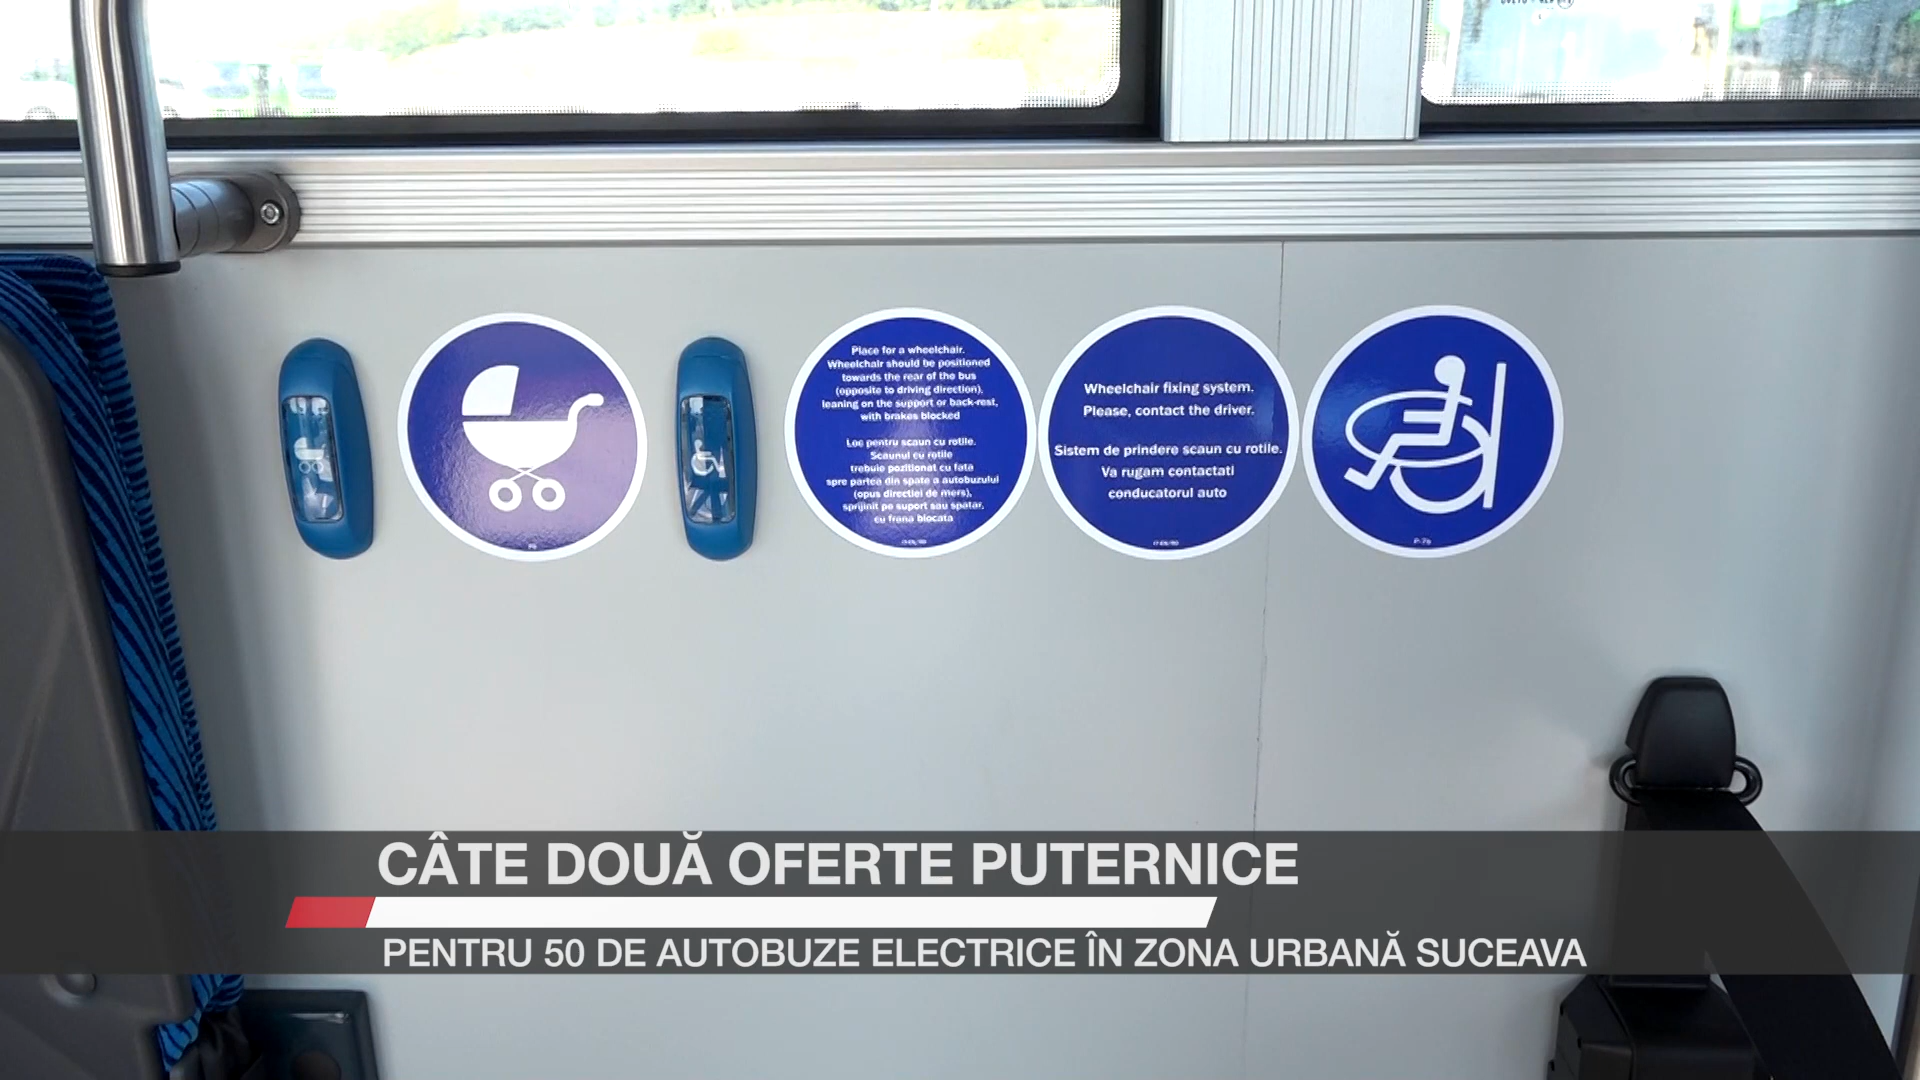 Place for a wheelchair.
Wheelchair should be positioned
towards the rear of the bus
(opposite to driving direction),
leaning on the support or back-rest,
with brakes blocked
Loc pentru scaun cu rotile.
Scaunul cu rotile
trebuie pozitionat cu fata
spre partea din spate a autobuzului
(opus directiei de mers),
sprijinit pe suport sau spatar,
cu frana blocata
Wheelchair fixing system.
Please, contact the driver.
Sistem de prindere scaun cu rotile.
Va rugam contactati
conducatorul auto
P-7b
CÂTE DOUĂ OFERTE PUTERNICE
PENTRU 50 DE AUTOBUZE ELECTRICE ÎN ZONA URBANĂ SUCEAVA